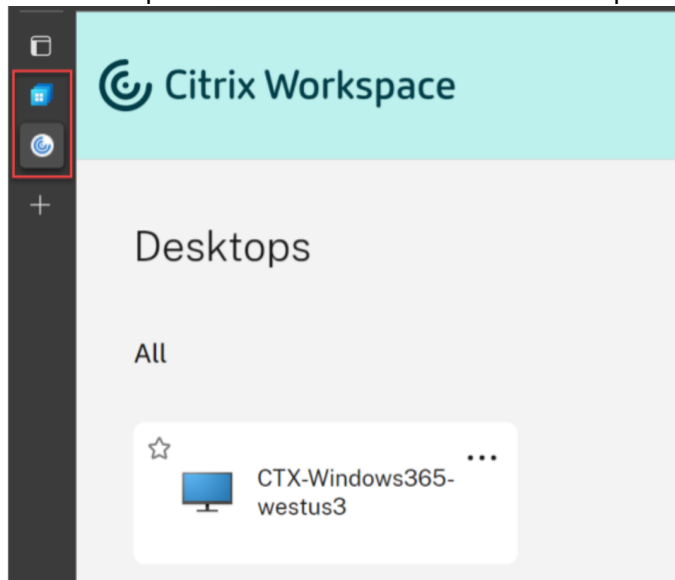 Citrix Workspace
Desktops
All
CTX-Windows365-
westus3